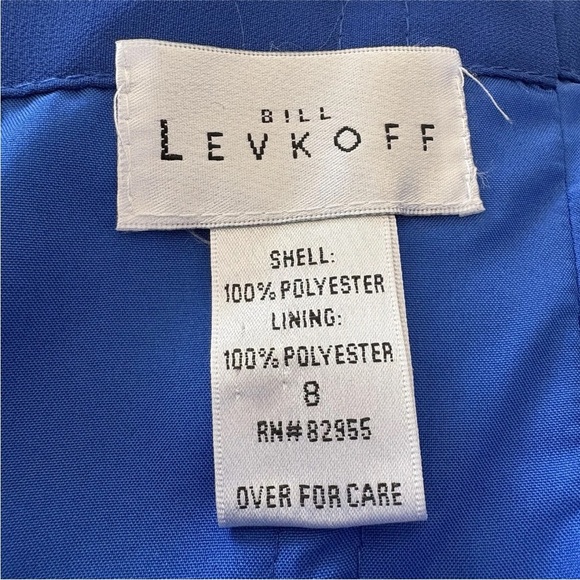 BILL
LEVKOFF
SHELL:
100% POLYESTER
LINING:
100% POLYESTER
8
RN# 82955
OVER FOR CARE